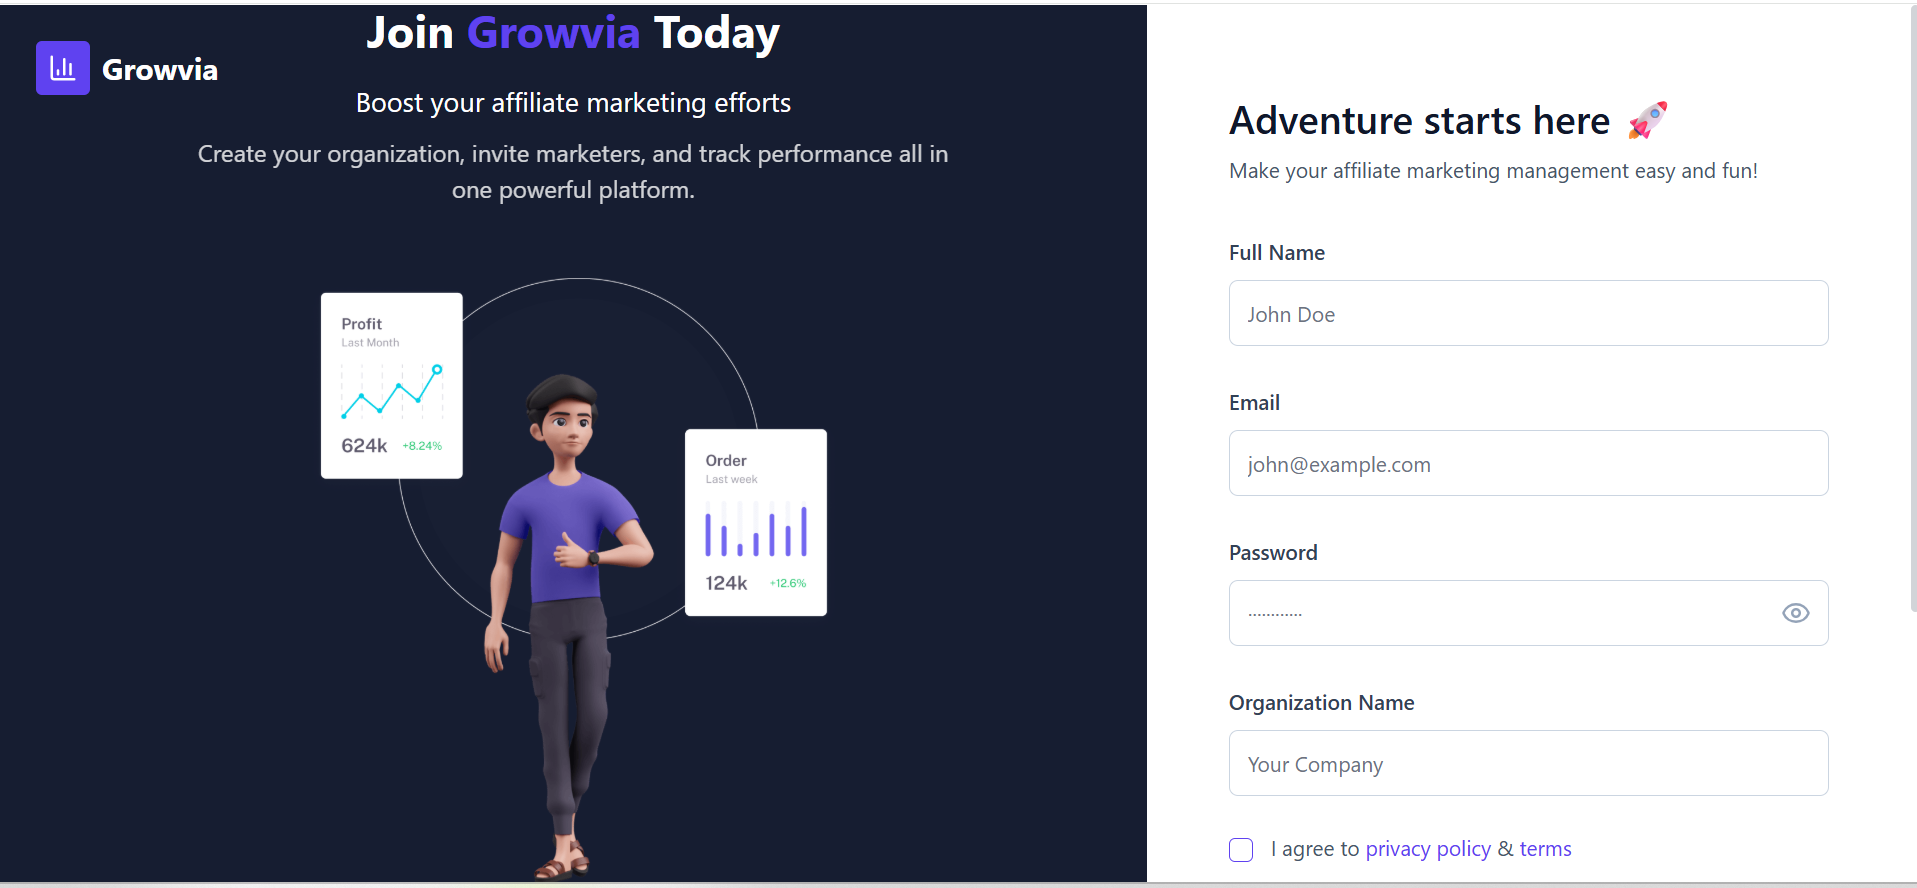 Join Growvia Today
Growvia
Boost your affiliate marketing efforts
Create your organization, invite marketers, and track performance all in
one powerful platform.
Profit
Last Month
624k +8.24%
Order
Last week
124k +12.6%
Adventure starts here 🚀
Make your affiliate marketing management easy and fun!
Full Name
John Doe
Email
john@example.com
Password
············
Organization Name
Your Company
I agree to privacy policy & terms